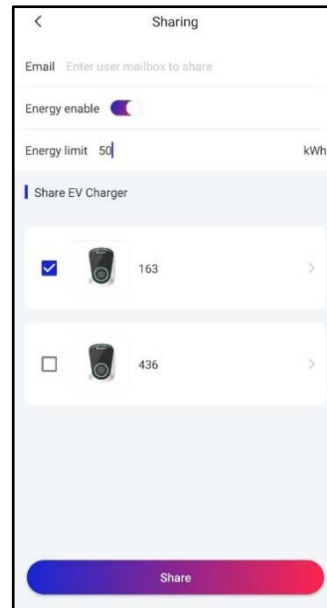 Sharing
Email Enter user mailbox to share
Energy enable
Energy limit 50 kWh
Share EV Charger
163
436
Share